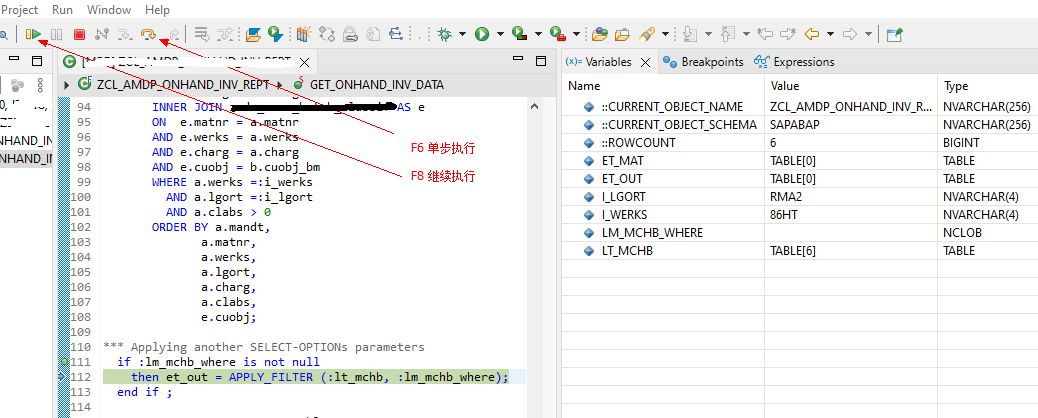 Project Run Window Help
ZCL_AMDP_ONHAND_INV_REPT GET_ONHAND_INV_DATA
NHAND_IN
NHAND_IN
94 INNER JOIN AS e
95 ON e.matnr = a.matnr
96 AND e.werks = a.werks
97 AND e.charg = a.charg
98 AND e.cuobj = b.cuobj_bm
99 WHERE a.werks =:i_werks
100 AND a.lgort =:i_lgort
101 AND a.clabs > 0
102 ORDER BY a.mandt,
103 a.matnr,
104 a.werks,
105 a.lgort,
106 a.charg,
107 a.clabs,
108 e.cuobj;
109
110 *** Applying another SELECT-OPTIONs parameters
111 if :lm_mchb_where is not null
112 then et_out = APPLY_FILTER (:lt_mchb, :lm_mchb_where);
113 end if ;
114
F6 单步执行
F8 继续执行
(x)= Variables Breakpoints Expressions
Name Value Type
::CURRENT_OBJECT_NAME ZCL_AMDP_ONHAND_INV_R... NVARCHAR(256)
::CURRENT_OBJECT_SCHEMA SAPABAP NVARCHAR(256)
::ROWCOUNT 6 BIGINT
ET_MAT TABLE[0] TABLE
ET_OUT TABLE[0] TABLE
I_LGORT RMA2 NVARCHAR(4)
I_WERKS 86HT NVARCHAR(4)
LM_MCHB_WHERE NCLOB
LT_MCHB TABLE[6] TABLE